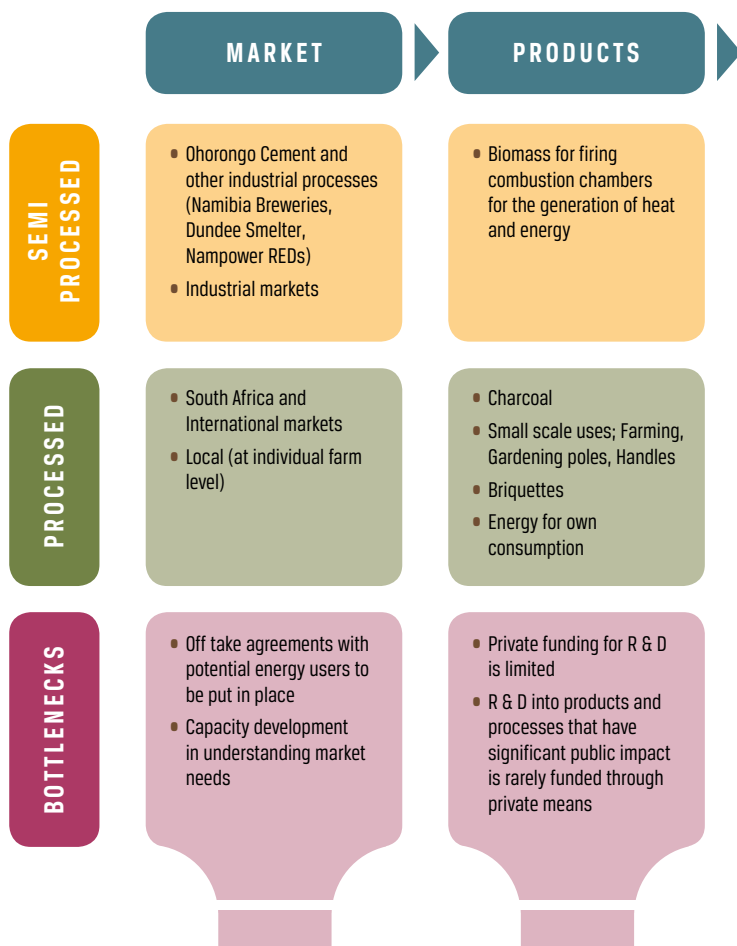 MARKET
PRODUCTS
SEMI
PROCESSED
• Ohorongo Cement and
other industrial processes
(Namibia Breweries,
Dundee Smelter,
Nampower REDs)
• Industrial markets
• Biomass for firing
combustion chambers
for the generation of heat
and energy
PROCESSED
• South Africa and
International markets
• Local (at individual farm
level)
• Charcoal
• Small scale uses; Farming,
Gardening poles, Handles
• Briquettes
• Energy for own
consumption
BOTTLENECKS
• Off take agreements with
potential energy users to
be put in place
• Capacity development
in understanding market
needs
• Private funding for R & D
is limited
• R & D into products and
processes that have
significant public impact
is rarely funded through
private means